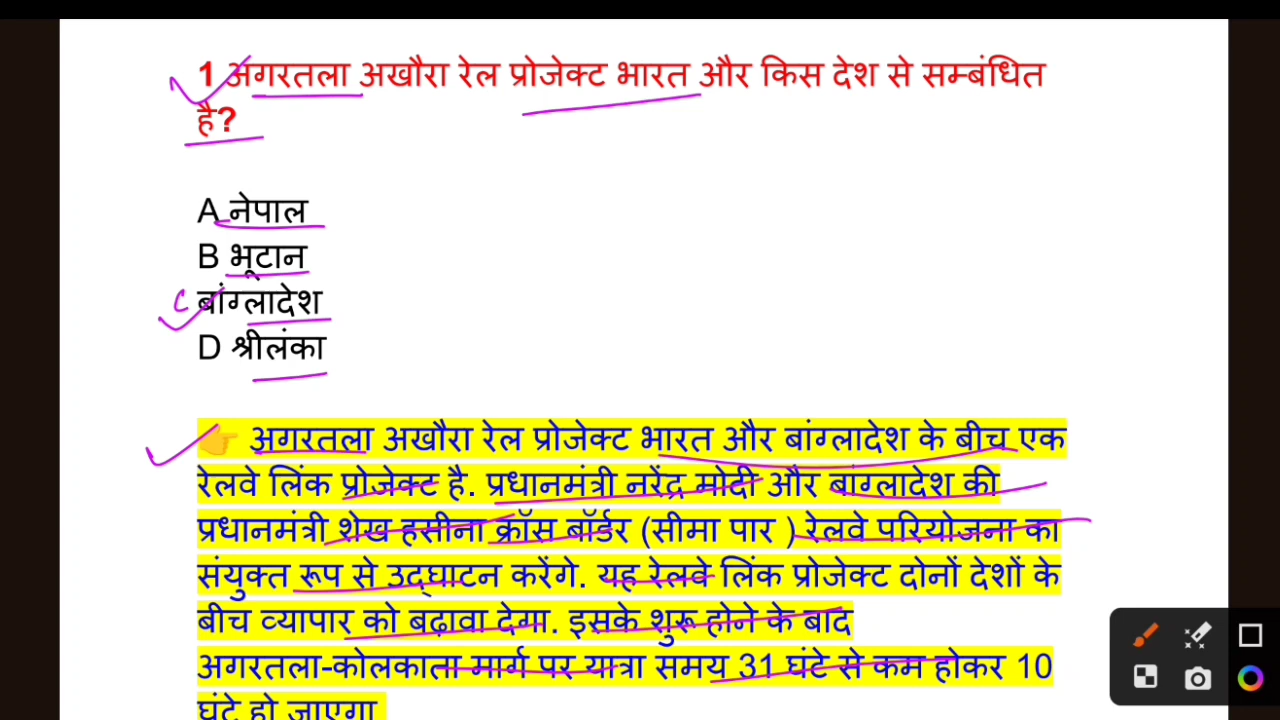 1 अगरतला अखौरा रेल प्रोजेक्ट भारत और किस देश से सम्बंधित
है?
A नेपाल
B भूटान
C बांग्लादेश
D श्रीलंका
👉 अगरतला अखौरा रेल प्रोजेक्ट भारत और बांग्लादेश के बीच एक
रेलवे लिंक प्रोजेक्ट है. प्रधानमंत्री नरेंद्र मोदी और बांग्लादेश की
प्रधानमंत्री शेख हसीना क्रॉस बॉर्डर (सीमा पार ) रेलवे परियोजना का
संयुक्त रूप से उद्घाटन करेंगे. यह रेलवे लिंक प्रोजेक्ट दोनों देशों के
बीच व्यापार को बढ़ावा देगा. इसके शुरू होने के बाद
अगरतला-कोलकाता मार्ग पर यात्रा समय 31 घंटे से कम होकर 10
घंटे हो जाएगा